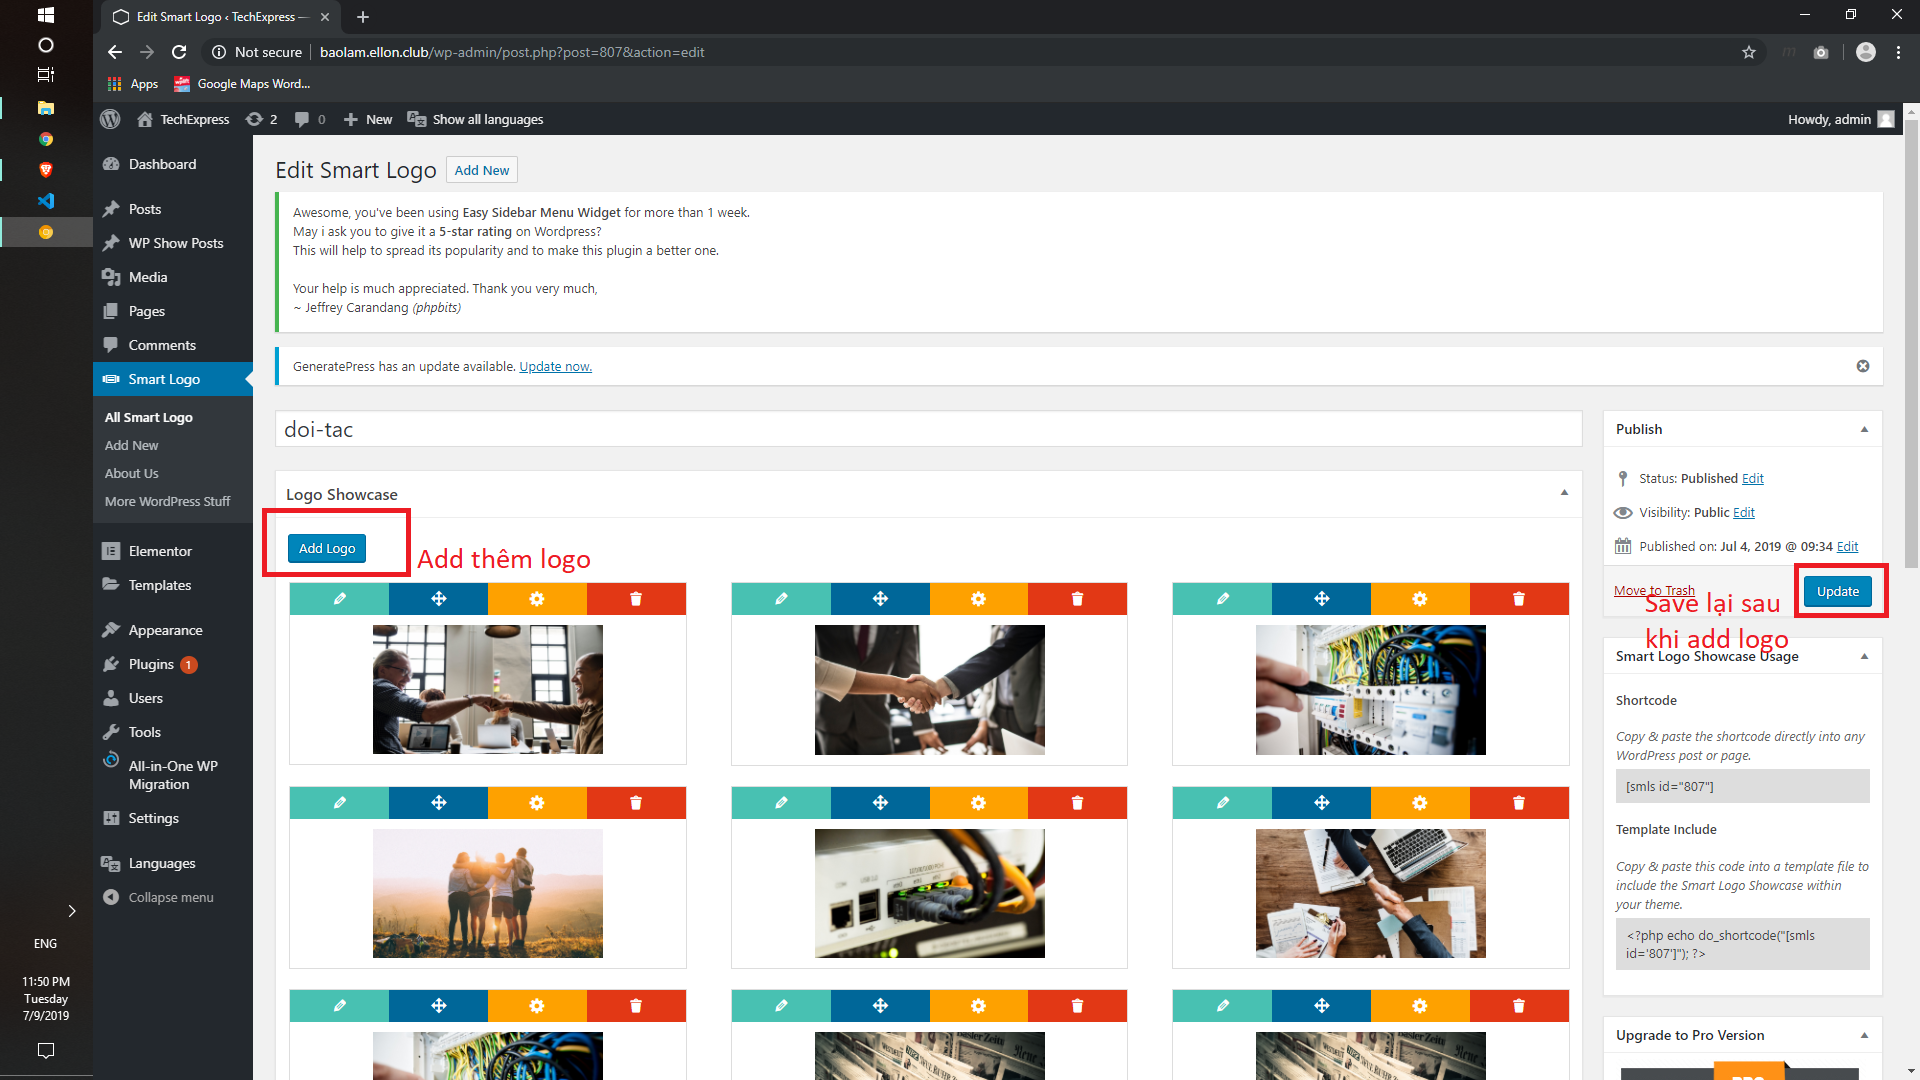 Edit Smart Logo ‹ TechExpress —
Not secure
baolam.ellon.club/wp-admin/post.php?post=807&action=edit
Apps
Google Maps Word...
TechExpress
2
0
New
Show all languages
Howdy, admin
Dashboard
Posts
WP Show Posts
Media
Pages
Comments
Smart Logo
All Smart Logo
Add New
About Us
More WordPress Stuff
Elementor
Templates
Appearance
Plugins 1
Users
Tools
All-in-One WP
Migration
Settings
Languages
Collapse menu
ENG
11:50 PM
Tuesday
7/9/2019
Edit Smart Logo
Add New
Awesome, you've been using Easy Sidebar Menu Widget for more than 1 week.
May i ask you to give it a 5-star rating on Wordpress?
This will help to spread its popularity and to make this plugin a better one.
Your help is much appreciated. Thank you very much,
~ Jeffrey Carandang (phpbits)
GeneratePress has an update available. Update now.
doi-tac
Logo Showcase
Add Logo
Add thêm logo
Publish
Status: Published Edit
Visibility: Public Edit
Published on: Jul 4, 2019 @ 09:34 Edit
Move to Trash
Update
Save lại sau
khi add logo
Smart Logo Showcase Usage
Shortcode
Copy & paste the shortcode directly into any
WordPress post or page.
[smls id="807"]
Template Include
Copy & paste this code into a template file to
include the Smart Logo Showcase within
your theme.
<?php echo do_shortcode("[smls
id='807']"); ?>
Upgrade to Pro Version